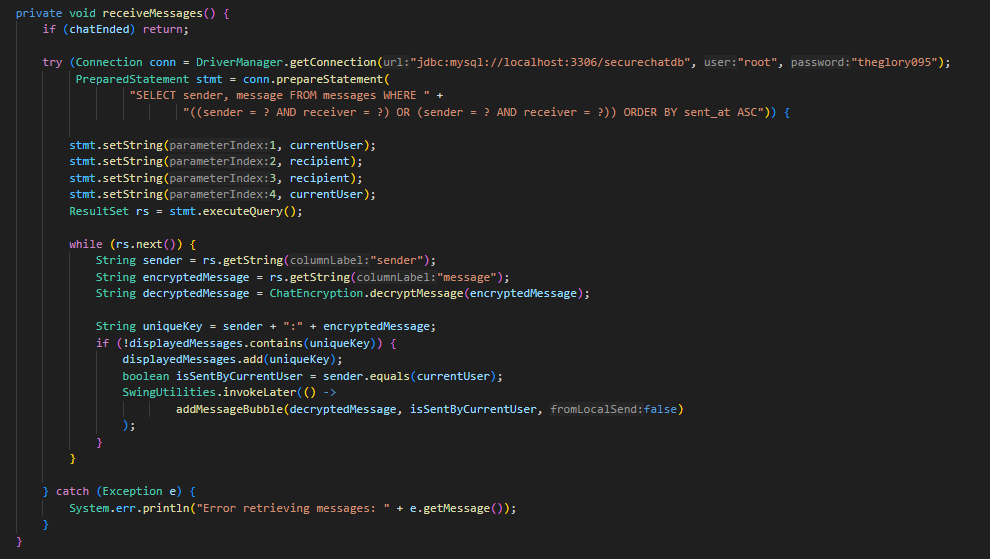 private void receiveMessages() {
if (chatEnded) return;
try (Connection conn = DriverManager.getConnection(url:"jdbc:mysql://localhost:3306/securechatdb", user:"root", password:"theglory095");
PreparedStatement stmt = conn.prepareStatement(
"SELECT sender, message FROM messages WHERE " +
"((sender = ? AND receiver = ?) OR (sender = ? AND receiver = ?)) ORDER BY sent_at ASC")) {
stmt.setString(parameterIndex:1, currentUser);
stmt.setString(parameterIndex:2, recipient);
stmt.setString(parameterIndex:3, recipient);
stmt.setString(parameterIndex:4, currentUser);
ResultSet rs = stmt.executeQuery();
while (rs.next()) {
String sender = rs.getString(columnLabel:"sender");
String encryptedMessage = rs.getString(columnLabel:"message");
String decryptedMessage = ChatEncryption.decryptMessage(encryptedMessage);
String uniqueKey = sender + ":" + encryptedMessage;
if (!displayedMessages.contains(uniqueKey)) {
displayedMessages.add(uniqueKey);
boolean isSentByCurrentUser = sender.equals(currentUser);
SwingUtilities.invokeLater(() ->
addMessageBubble(decryptedMessage, isSentByCurrentUser, fromLocalSend:false)
);
}
}
} catch (Exception e) {
System.err.println("Error retrieving messages: " + e.getMessage());
}
}